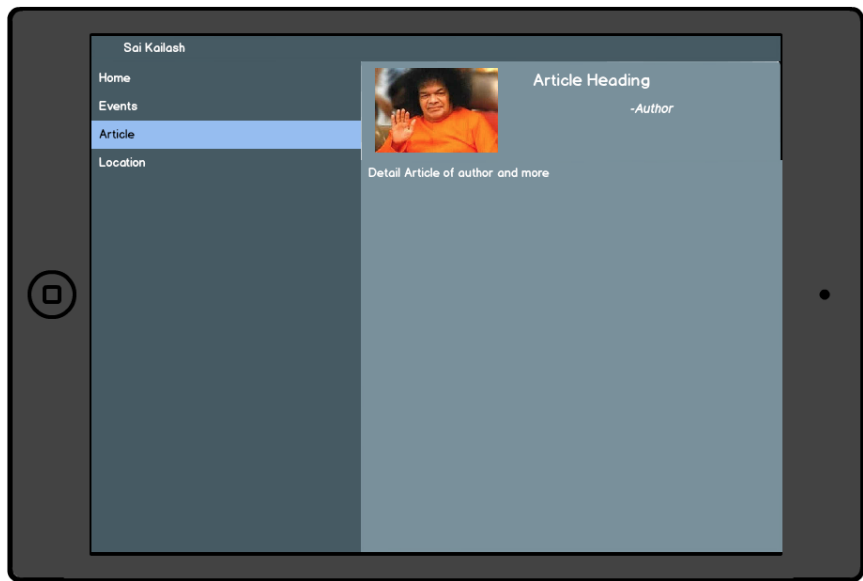 Sai Kailash
Home
Events
Article
Location
Article Heading
-Author
Detail Article of author and more